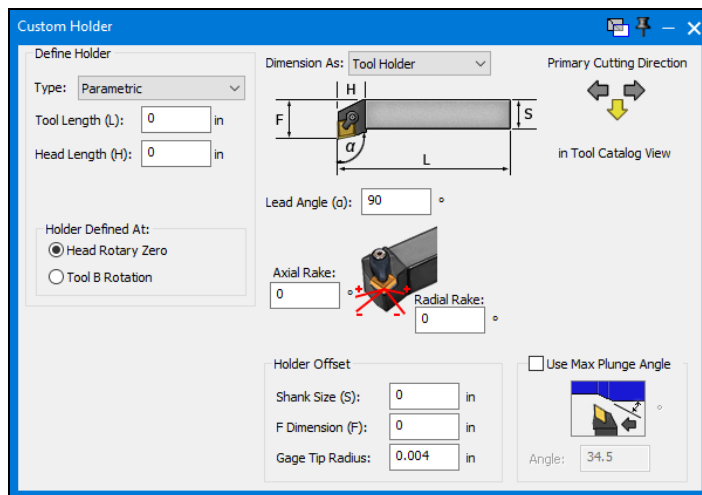 Custom Holder
Define Holder
Type: Parametric
Tool Length (L): 0 in
Head Length (H): 0 in
Holder Defined At:
Head Rotary Zero
Tool B Rotation
Dimension As: Tool Holder
H
F
S
α
L
Lead Angle (α): 90 °
Axial Rake:
0 °
+ +
- -
Radial Rake:
0 °
Holder Offset
Shank Size (S): 0 in
F Dimension (F): 0 in
Gage Tip Radius: 0.004 in
Primary Cutting Direction
in Tool Catalog View
Use Max Plunge Angle
°
Angle: 34.5